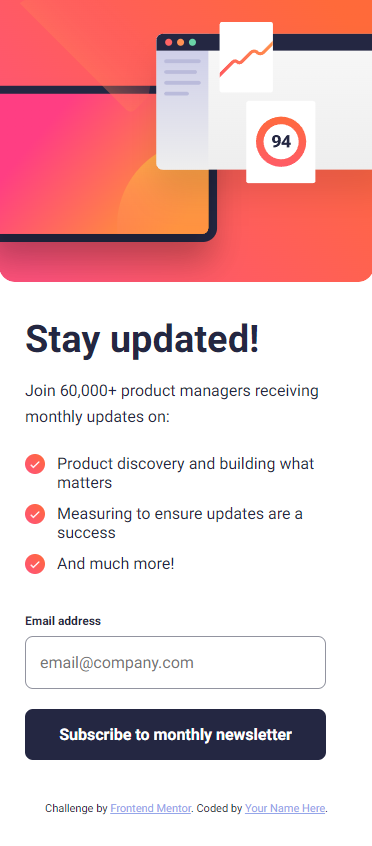 94
Stay updated!
Join 60,000+ product managers receiving
monthly updates on:
Product discovery and building what
matters
Measuring to ensure updates are a
success
And much more!
Email address
email@company.com
Subscribe to monthly newsletter
Challenge by Frontend Mentor. Coded by Your Name Here.